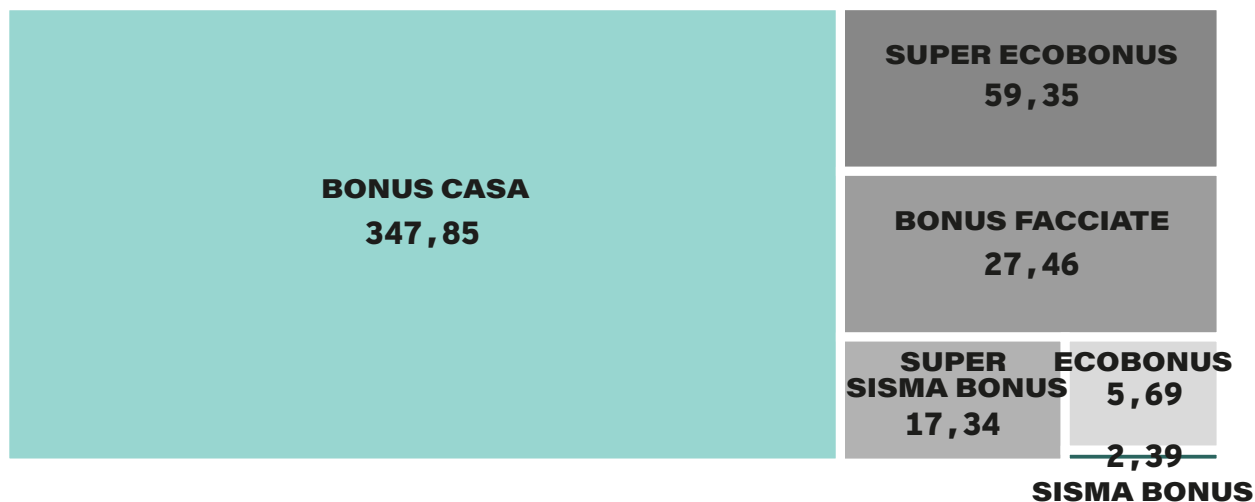 BONUS CASA
347,85
SUPER ECOBONUS
59,35
BONUS FACCIATE
27,46
SUPER
SISMA BONUS
17,34
ECOBONUS
5,69
2,39
SISMA BONUS